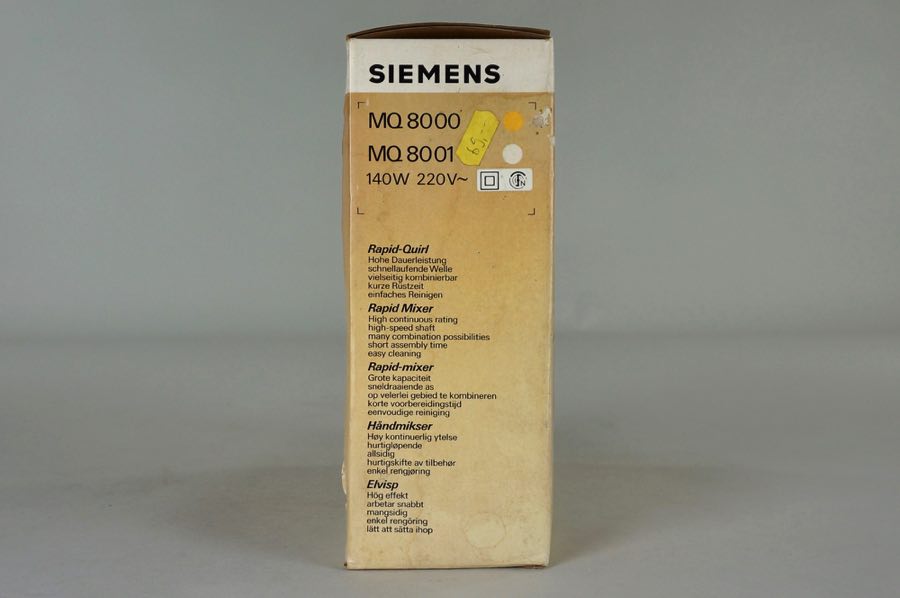 SIEMENS
MQ 8000
MQ 8001
69,-
140W 220V~
N
Rapid-Quirl
Hohe Dauerleistung
schnellaufende Welle
vielseitig kombinierbar
kurze Rüstzeit
einfaches Reinigen
Rapid Mixer
High continuous rating
high-speed shaft
many combination possibilities
short assembly time
easy cleaning
Rapid-mixer
Grote kapaciteit
sneldraaiende as
op velerlei gebied te kombineren
korte voorbereidingstijd
eenvoudige reiniging
Håndmikser
Høy kontinuerlig ytelse
hurtigløpende
allsidig
hurtigskifte av tilbehør
enkel rengjøring
Elvisp
Hög effekt
arbetar snabbt
mangsidig
enkel rengöring
lätt att sätta ihop